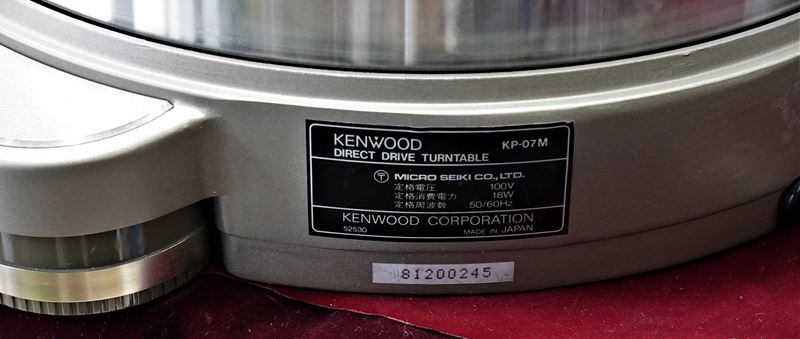 KENWOOD KP-07M
DIRECT DRIVE TURNTABLE
〒 MICRO SEIKI CO., LTD.
定格電圧 100V
定格消費電力 18W
定格周波数 50/60Hz
KENWOOD CORPORATION
52530 MADE IN JAPAN
81200245